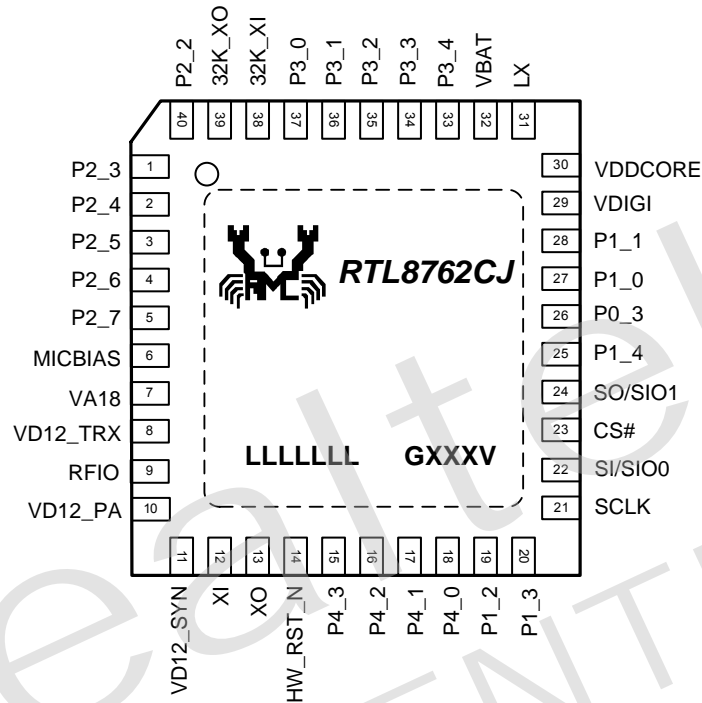 P2_2
32K_XO
32K_XI
P3_0
P3_1
P3_2
P3_3
P3_4
VBAT
LX
40
39
38
37
36
35
34
33
32
31
P2_3 1
P2_4 2
P2_5 3
P2_6 4
P2_7 5
MICBIAS 6
VA18 7
VD12_TRX 8
RFIO 9
VD12_PA 10
RTL8762CJ
LLLLLLL GXXXV
30 VDDCORE
29 VDIGI
28 P1_1
27 P1_0
26 P0_3
25 P1_4
24 SO/SIO1
23 CS#
22 SI/SIO0
21 SCLK
11
12
13
14
15
16
17
18
19
20
VD12_SYN
XI
XO
HW_RST_N
P4_3
P4_2
P4_1
P4_0
P1_2
P1_3